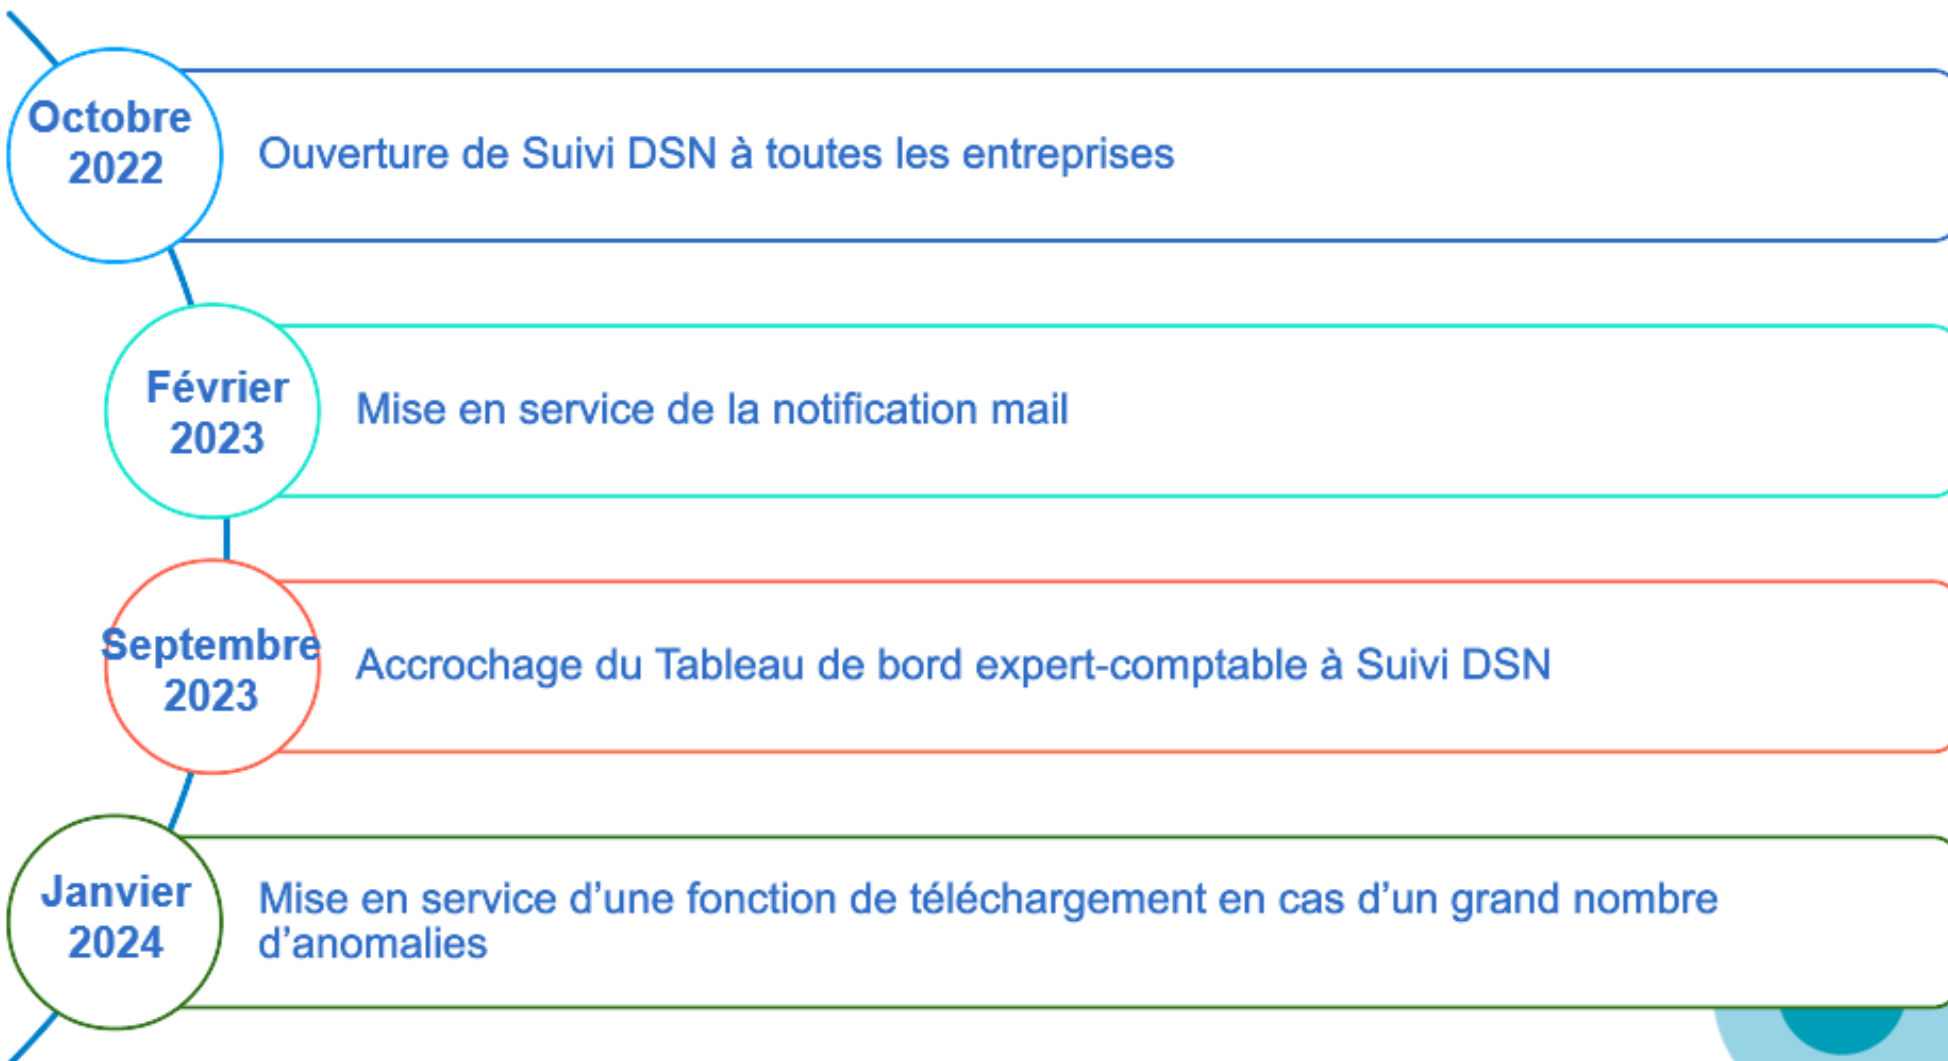 Octobre
2022
Ouverture de Suivi DSN à toutes les entreprises
Février
2023
Mise en service de la notification mail
Septembre
2023
Accrochage du Tableau de bord expert-comptable à Suivi DSN
Janvier
2024
Mise en service d’une fonction de téléchargement en cas d’un grand nombre
d’anomalies